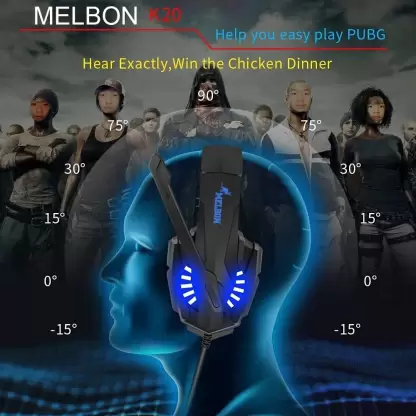 MELBON K20
Help you easy play PUBG
Hear Exactly,Win the Chicken Dinner
90°
75° 75°
30° 30°
15° 15°
0° 0°
-15° -15°
MELBON